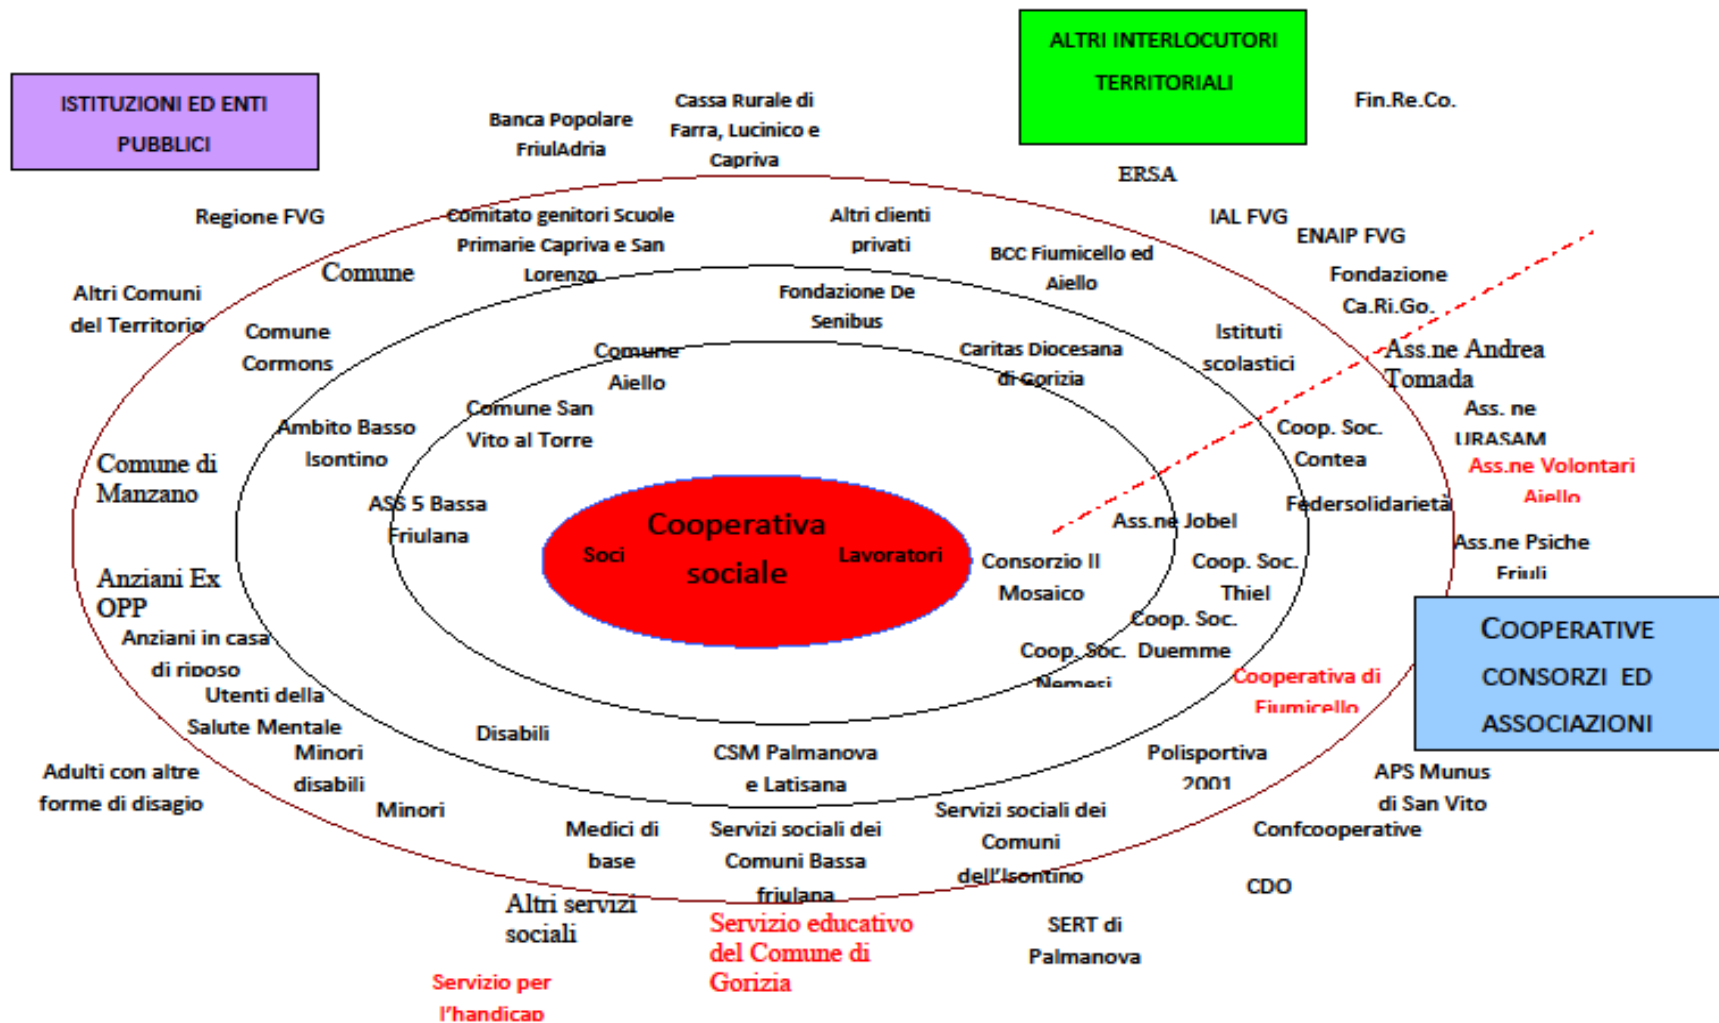 ISTITUZIONI ED ENTI
PUBBLICI
ALTRI INTERLOCUTORI
TERRITORIALI
Fin.Re.Co.
Banca Popolare
FriulAdria
Cassa Rurale di
Farra, Lucinico e
Capriva
ERSA
Regione FVG
Comitato genitori Scuole
Primarie Capriva e San
Lorenzo
Altri clienti
privati
IAL FVG
ENAIP FVG
BCC Fiumicello ed
Aiello
Comune
Fondazione
Ca.Ri.Go.
Altri Comuni
del Territorio
Fondazione De
Senibus
Comune
Cormons
Istituti
scolastici
Comune
Aiello
Caritas Diocesana
di Gorizia
Ass.ne Andrea
Tomada
Comune San
Vito al Torre
Ass. ne
URASAM
Ambito Basso
Isontino
Coop. Soc.
Contea
Comune di
Manzano
Ass.ne Volontari
Aiello
ASS 5 Bassa
Friulana
Federsolidarietà
Cooperativa
sociale
Soci
Lavoratori
Ass.ne Jobel
Ass.ne Psiche
Friuli
Consorzio Il
Mosaico
Coop. Soc.
Thiel
Anziani Ex
OPP
Coop. Soc.
Duemme
Coop. Soc.
Nemesi
COOPERATIVE
CONSORZI ED
ASSOCIAZIONI
Anziani in casa
di riposo
Cooperativa di
Fiumicello
Utenti della
Salute Mentale
Disabili
Minori
disabili
CSM Palmanova
e Latisana
Polisportiva
2001
Adulti con altre
forme di disagio
APS Munus
di San Vito
Minori
Medici di
base
Servizi sociali dei
Comuni Bassa
friulana
Servizi sociali dei
Comuni
dell'Isontino
Confcooperative
CDO
Altri servizi
sociali
Servizio educativo
del Comune di
Gorizia
SERT di
Palmanova
Servizio per
l'handicap